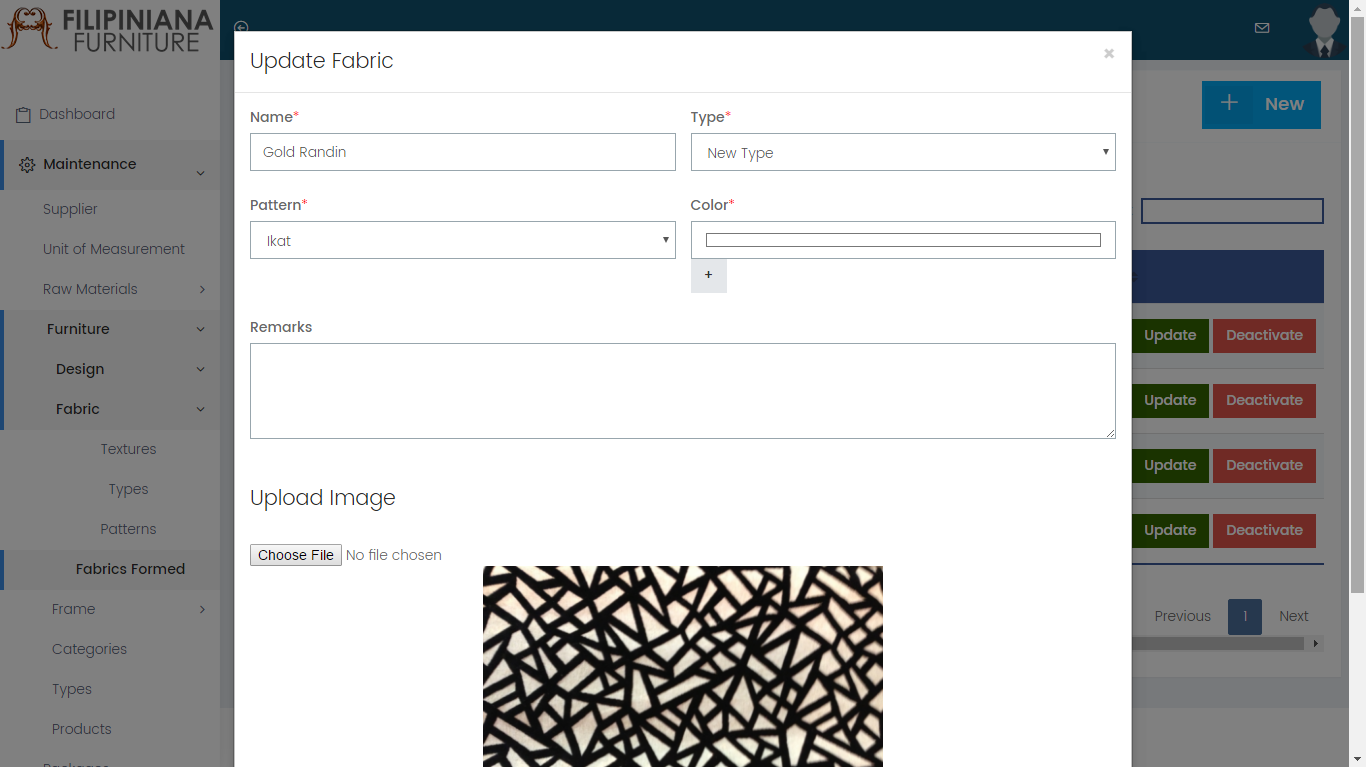 FILIPINIANA
FURNITURE
Dashboard
Maintenance
Supplier
Unit of Measurement
Raw Materials
Furniture
Design
Fabric
Textures
Types
Patterns
Fabrics Formed
Frame
Categories
Types
Products
Packages
Update Fabric
×
Name*
Type*
Gold Randin
New Type
Pattern*
Color*
Ikat
+
Remarks
Upload Image
Choose File No file chosen
+ New
Update Deactivate
Update Deactivate
Update Deactivate
Update Deactivate
Previous 1 Next